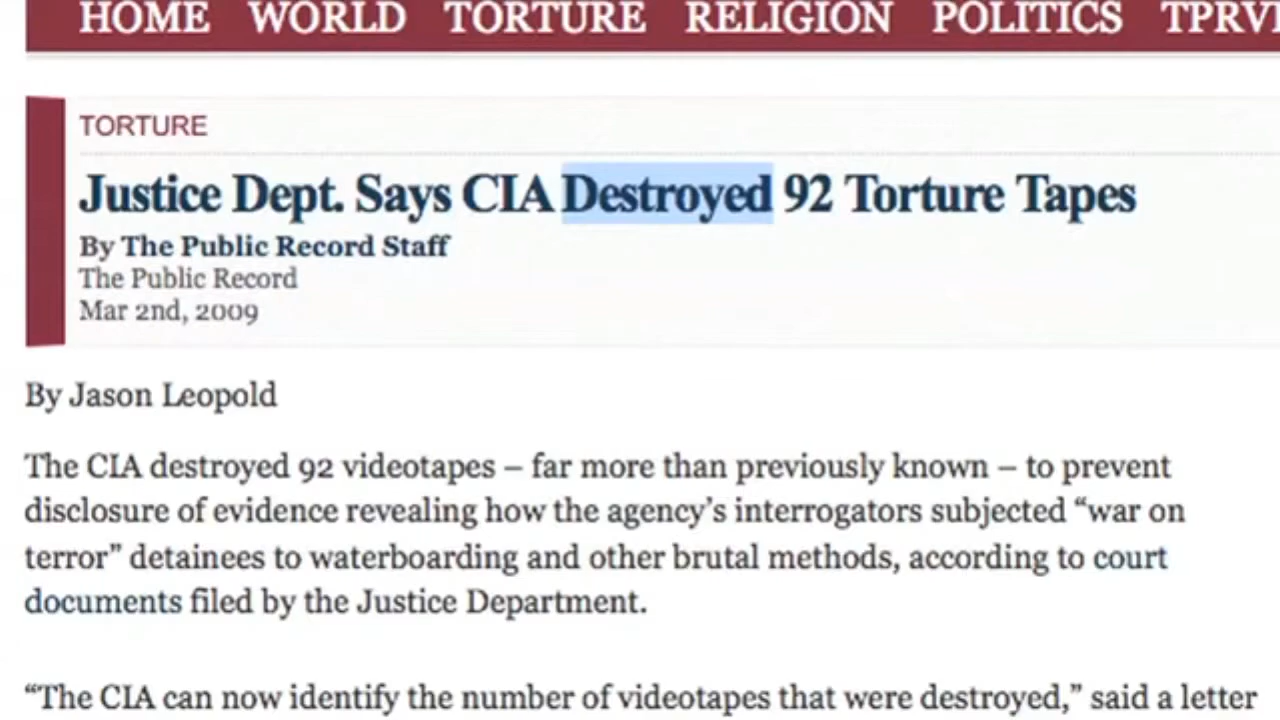 HOME WORLD TORTURE RELIGION POLITICS
TORTURE
Justice Dept. Says CIA Destroyed 92 Torture Tapes
By The Public Record Staff
The Public Record
Mar 2nd, 2009
By Jason Leopold
The CIA destroyed 92 videotapes – far more than previously known – to prevent
disclosure of evidence revealing how the agency’s interrogators subjected “war on
terror” detainees to waterboarding and other brutal methods, according to court
documents filed by the Justice Department.
“The CIA can now identify the number of videotapes that were destroyed,” said a letter